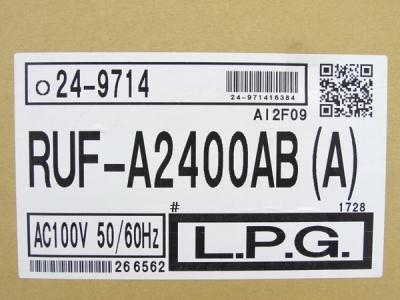 o 24-9714
24-971416384
AI2F09
RUF-A2400AB(A)
#
1728
AC100V 50/60Hz
L.P.G.
266562